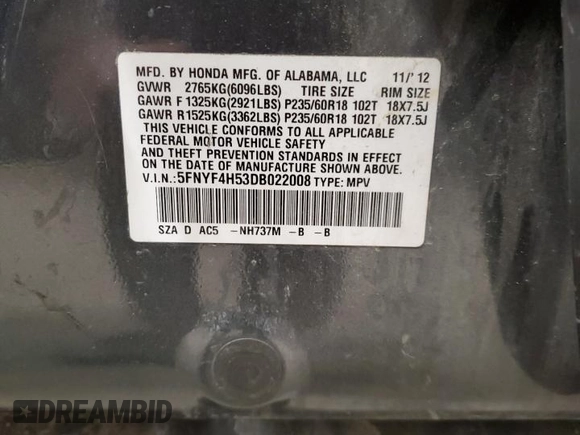 MFD. BY HONDA MFG. OF ALABAMA, LLC 11/'12
GVWR 2765KG(6096LBS) TIRE SIZE RIM SIZE
GAWR F 1325KG(2921LBS) P235/60R18 102T 18X7.5J
GAWR R1525KG(3362LBS) P235/60R18 102T 18X7.5J
THIS VEHICLE CONFORMS TO ALL APPLICABLE
FEDERAL MOTOR VEHICLE SAFETY
AND THEFT PREVENTION STANDARDS IN EFFECT
ON THE DATE OF MANUFACTURE SHOWN ABOVE.
V.I.N.:5FNYF4H53DB022008 TYPE: MPV
SZA D AC5 -NH737M -B -B
DREAMBID